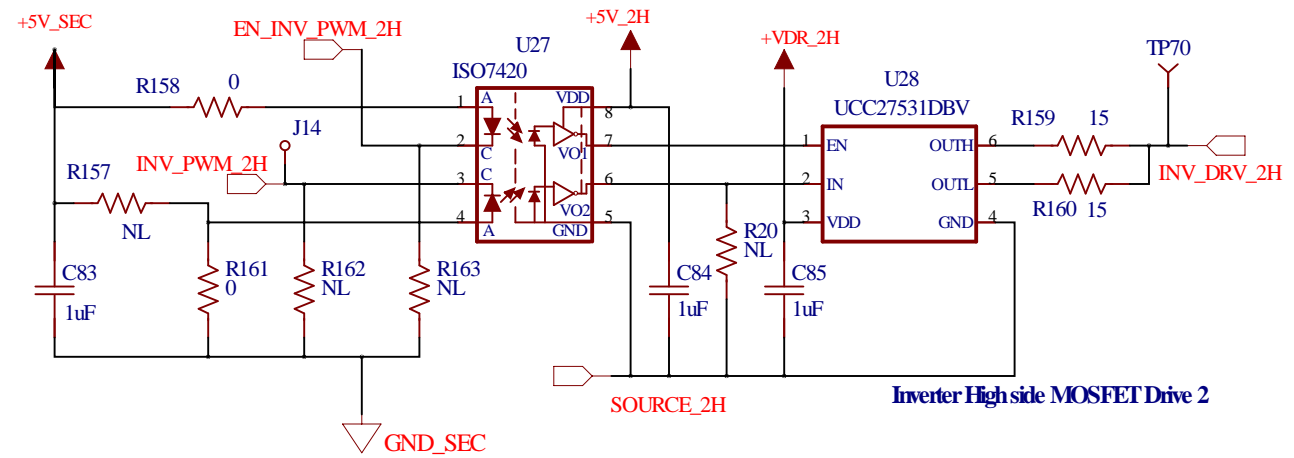 +5V_SEC
EN_INV_PWM_2H
+5V_2H
+VDR_2H
TP70
U27
ISO7420
U28
UCC27531DBV
R158
0
1
A
VDD
8
R159
15
J14
2
C
VO1
7
1
EN
OUTH
6
INV_PWM_2H
3
C
6
2
IN
OUTL
5
INV_DRV_2H
R157
NL
4
A
VO2
GND
5
R20
NL
3
VDD
GND
4
R160
15
C83
1uF
R161
0
R162
NL
R163
NL
C84
1uF
C85
1uF
SOURCE_2H
Inverter High side MOSFET Drive 2
GND_SEC